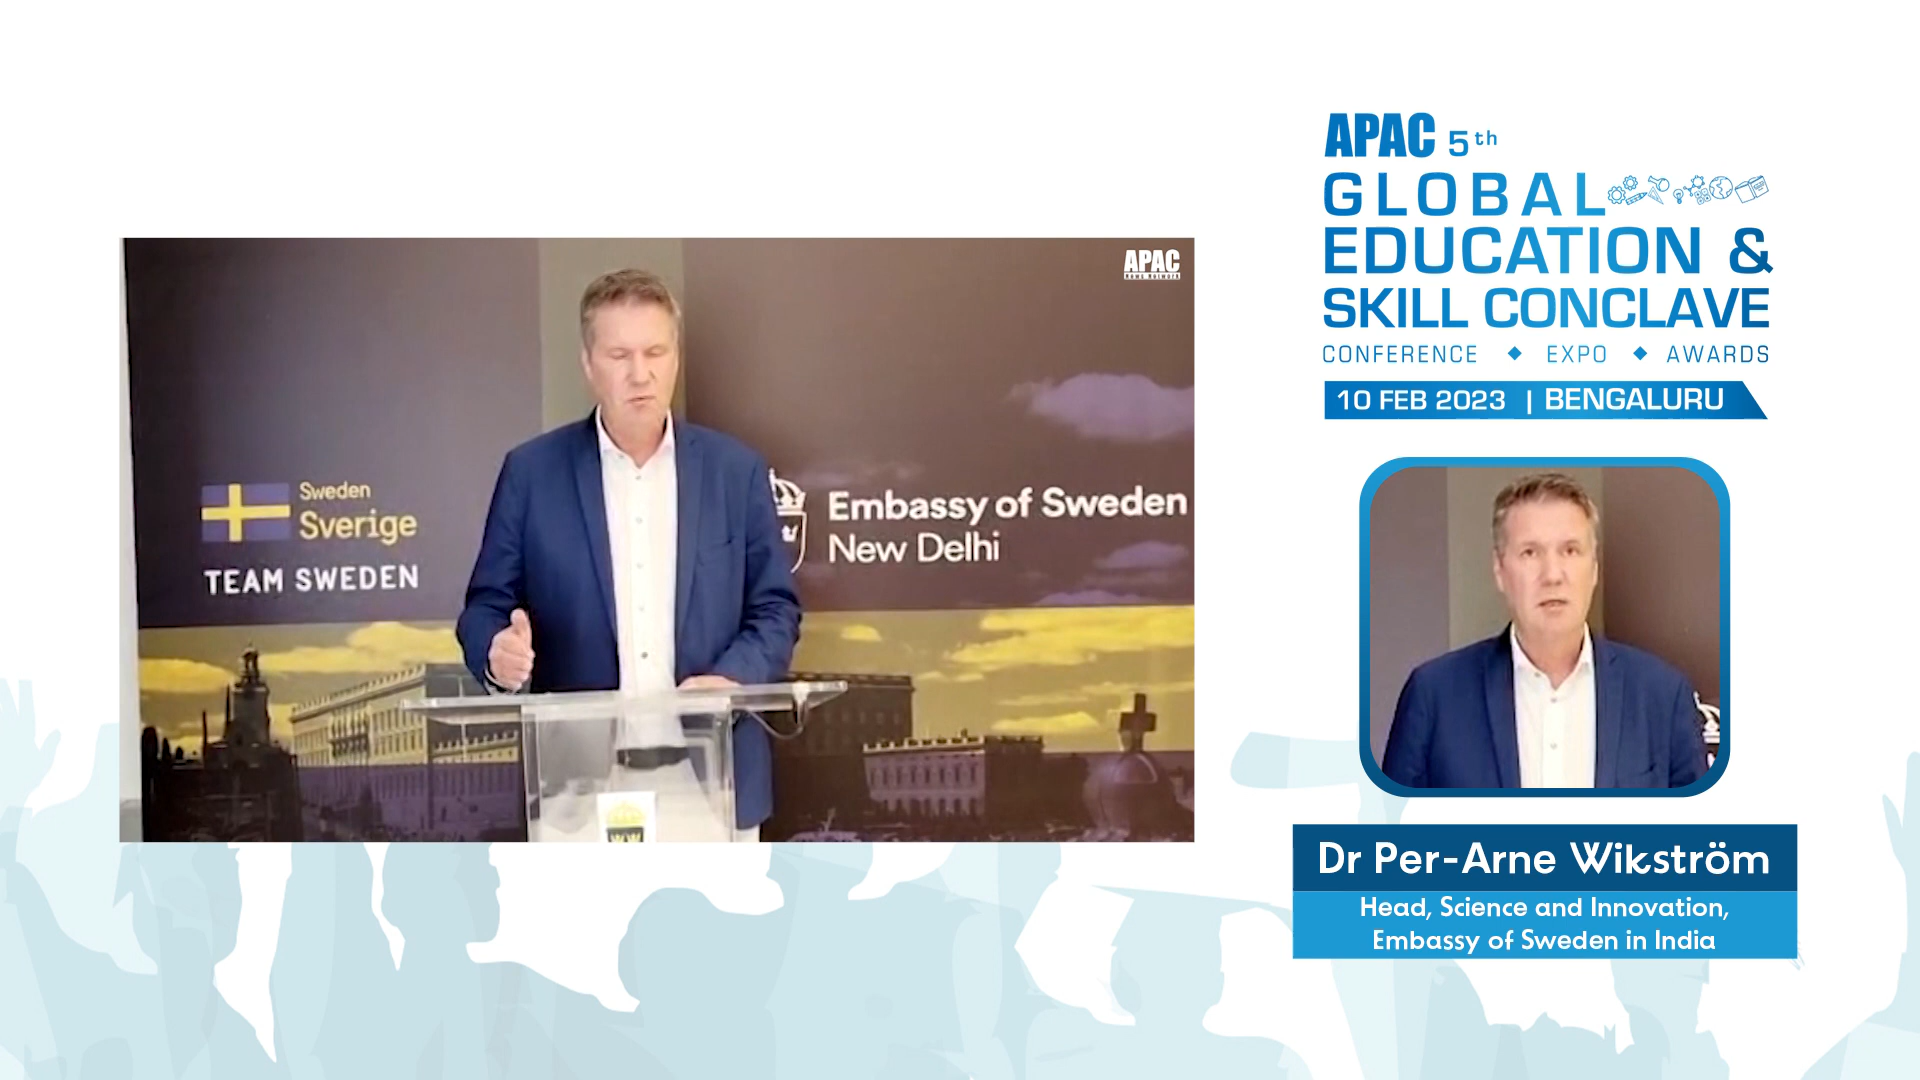 APAC
Sweden
Sverige
TEAM SWEDEN
Embassy of Sweden
New Delhi
APAC 5th
GLOBAL
EDUCATION &
SKILL CONCLAVE
CONFERENCE ◆ EXPO ◆ AWARDS
10 FEB 2023 | BENGALURU
Dr Per-Arne Wikström
Head, Science and Innovation,
Embassy of Sweden in India